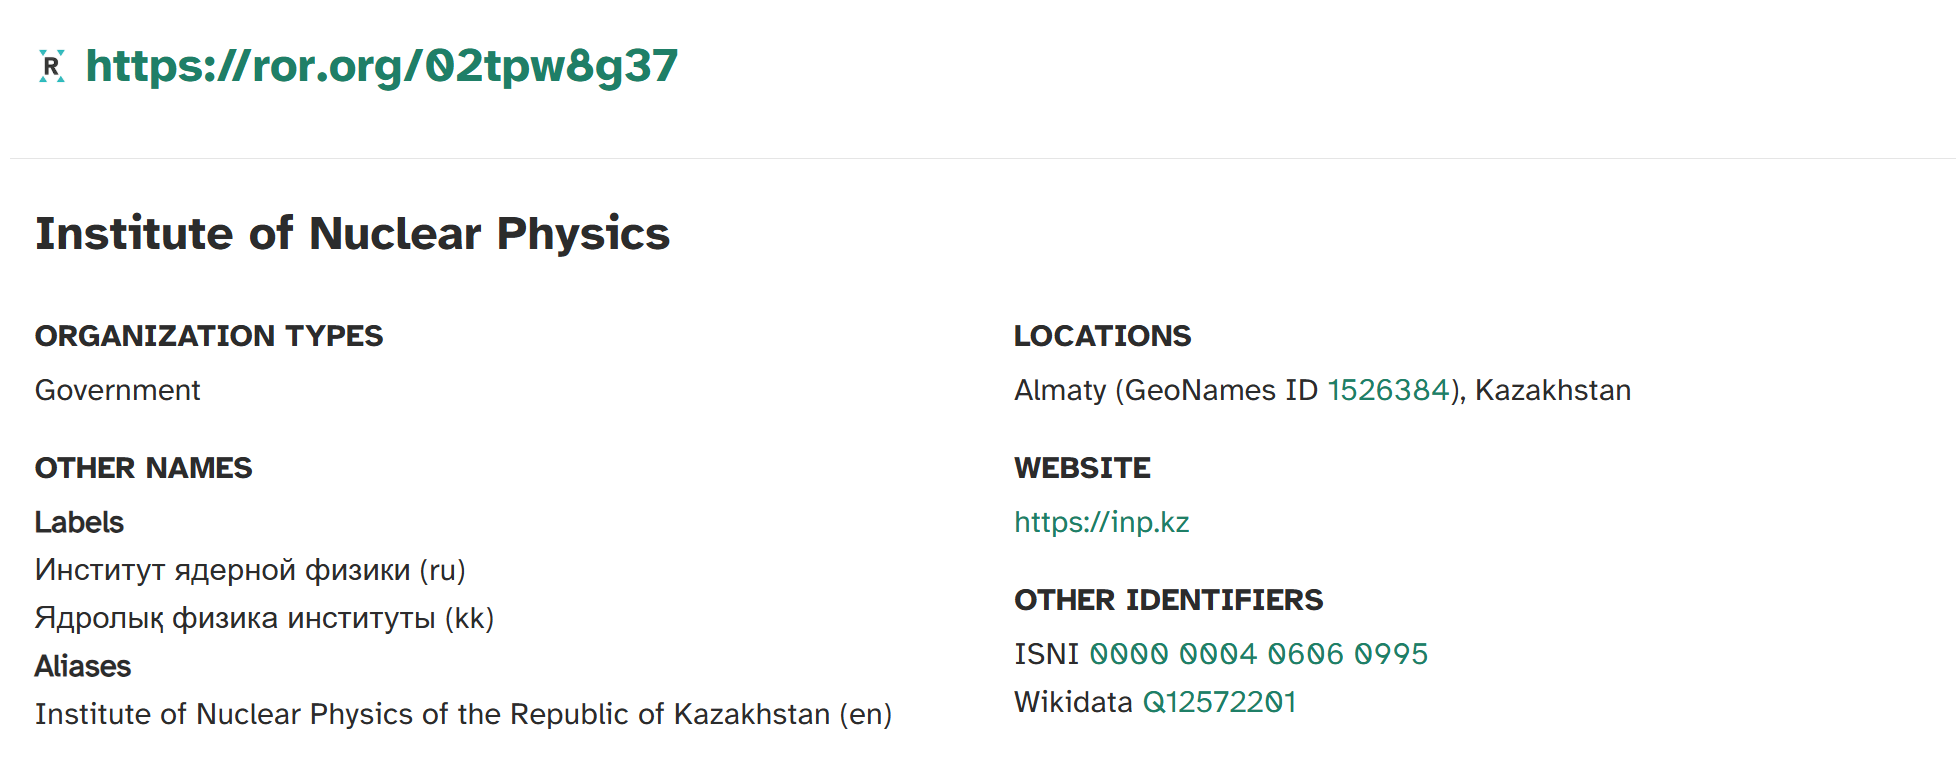 R https://ror.org/02tpw8g37
Institute of Nuclear Physics
ORGANIZATION TYPES
Government
OTHER NAMES
Labels
Институт ядерной физики (ru)
Ядролық физика институты (kk)
Aliases
Institute of Nuclear Physics of the Republic of Kazakhstan (en)
LOCATIONS
Almaty (GeoNames ID 1526384), Kazakhstan
WEBSITE
https://inp.kz
OTHER IDENTIFIERS
ISNI 0000 0004 0606 0995
Wikidata Q12572201